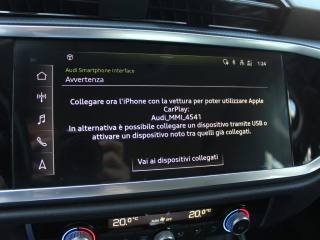 1:24
Audi Smartphone Interface
Avvertenza
Collegare ora l'iPhone con la vettura per poter utilizzare Apple
CarPlay:
Audi_MMI_4541
In alternativa è possibile collegare un dispositivo tramite USB o
attivare un dispositivo noto tra quelli già collegati.
Vai ai dispositivi collegati
20.0°
A/C
20.0°